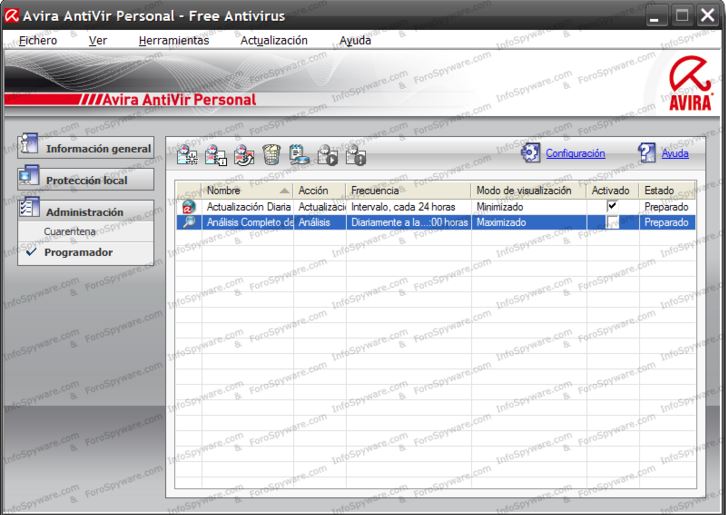 Avira AntiVir Personal - Free Antivirus
Fichero Ver Herramientas Actualización Ayuda
Avira AntiVir Personal
AVIRA
Información general
Protección local
Administración
Cuarentena
Programador
Configuración Ayuda
Nombre Acción Frecuencia Modo de visualización Activado Estado
Actualización Diaria Actualizació Intervalo, cada 24 horas Minimizado Preparado
Análisis Completo de Análisis Diariamente a la...:00 horas Maximizado Preparado
InfoSpyware.com & ForoSpyware.com